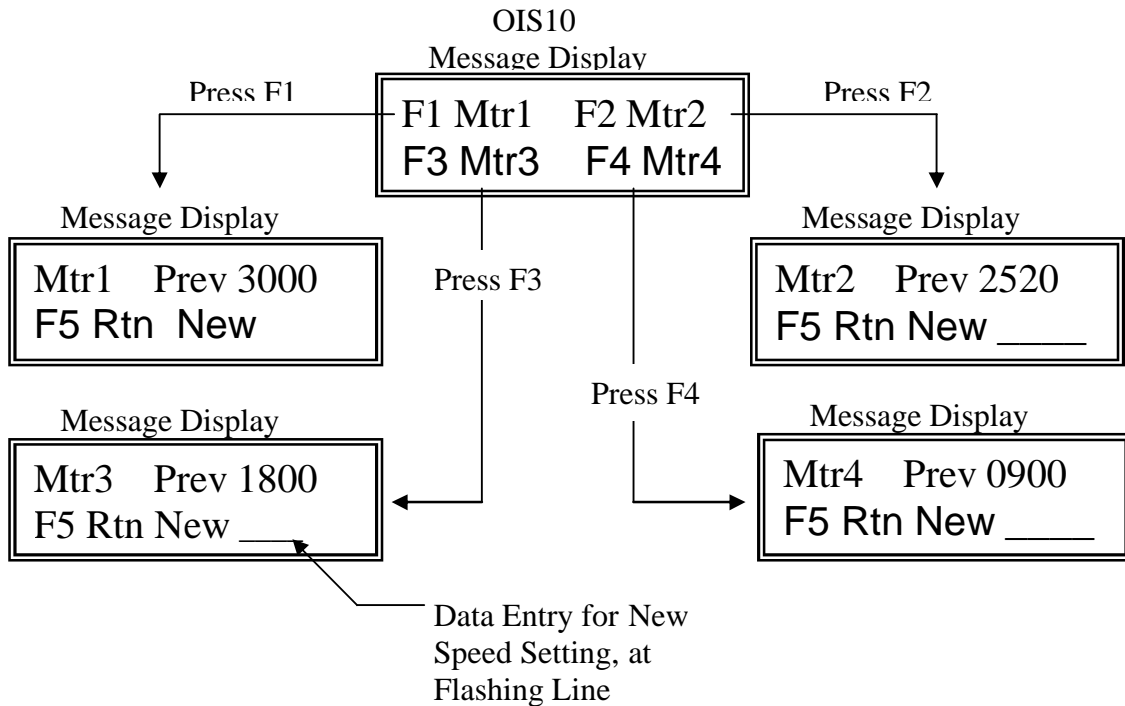 OIS10
Message Display
Press F1
F1 Mtr1 F2 Mtr2
F3 Mtr3 F4 Mtr4
Press F2
Message Display
Mtr1 Prev 3000
F5 Rtn New
Press F3
Message Display
Mtr2 Prev 2520
F5 Rtn New ____
Press F4
Message Display
Mtr3 Prev 1800
F5 Rtn New ____
Message Display
Mtr4 Prev 0900
F5 Rtn New ____
Data Entry for New
Speed Setting, at
Flashing Line